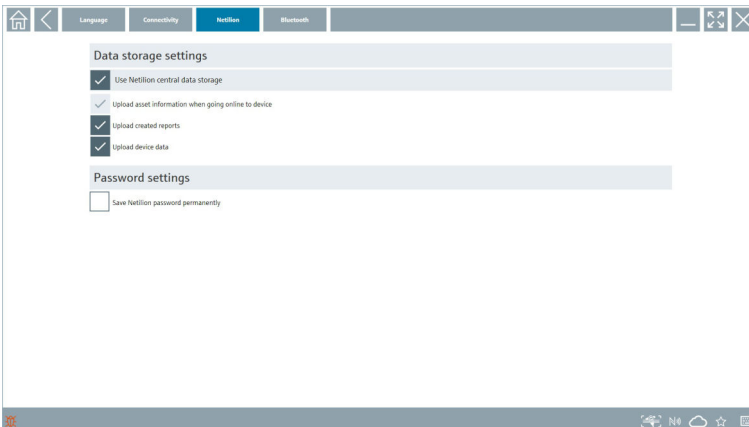 Language Connectivity Netilion Bluetooth
Data storage settings
Use Netilion central data storage
Upload asset information when going online to device
Upload created reports
Upload device data
Password settings
Save Netilion password permanently